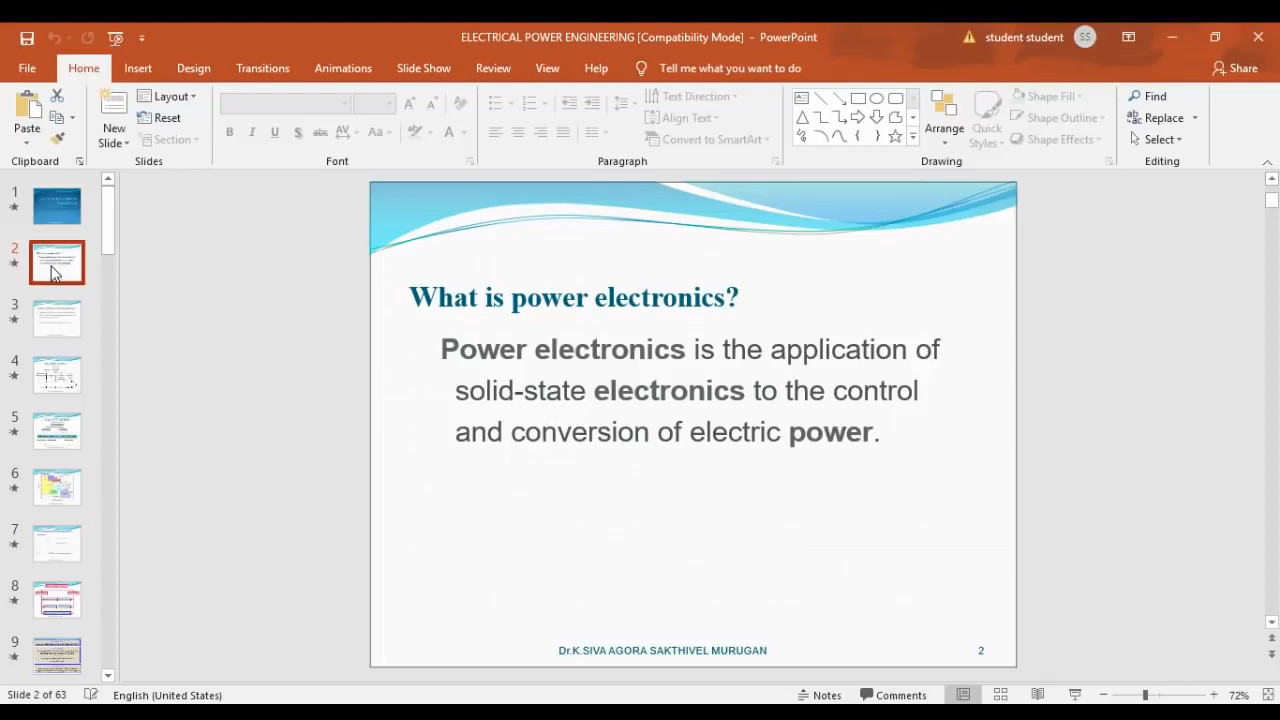 ELECTRICAL POWER ENGINEERING [Compatibility Mode] - PowerPoint
student student
SS
File
Home
Insert
Design
Transitions
Animations
Slide Show
Review
View
Help
Tell me what you want to do
Share
Paste
New
Slide
Layout
Reset
Section
B
I
U
S
abc
AV
Aa
A
A
A
Text Direction
Align Text
Convert to SmartArt
Arrange
Quick
Styles
Shape Fill
Shape Outline
Shape Effects
Find
Replace
Select
Clipboard
Slides
Font
Paragraph
Drawing
Editing
1
2
3
4
5
6
7
8
9
What is power electronics?
Power electronics is the application of
solid-state electronics to the control
and conversion of electric power.
Dr.K.SIVA AGORA SAKTHIVEL MURUGAN
2
Slide 2 of 63
English (United States)
Notes
Comments
72%